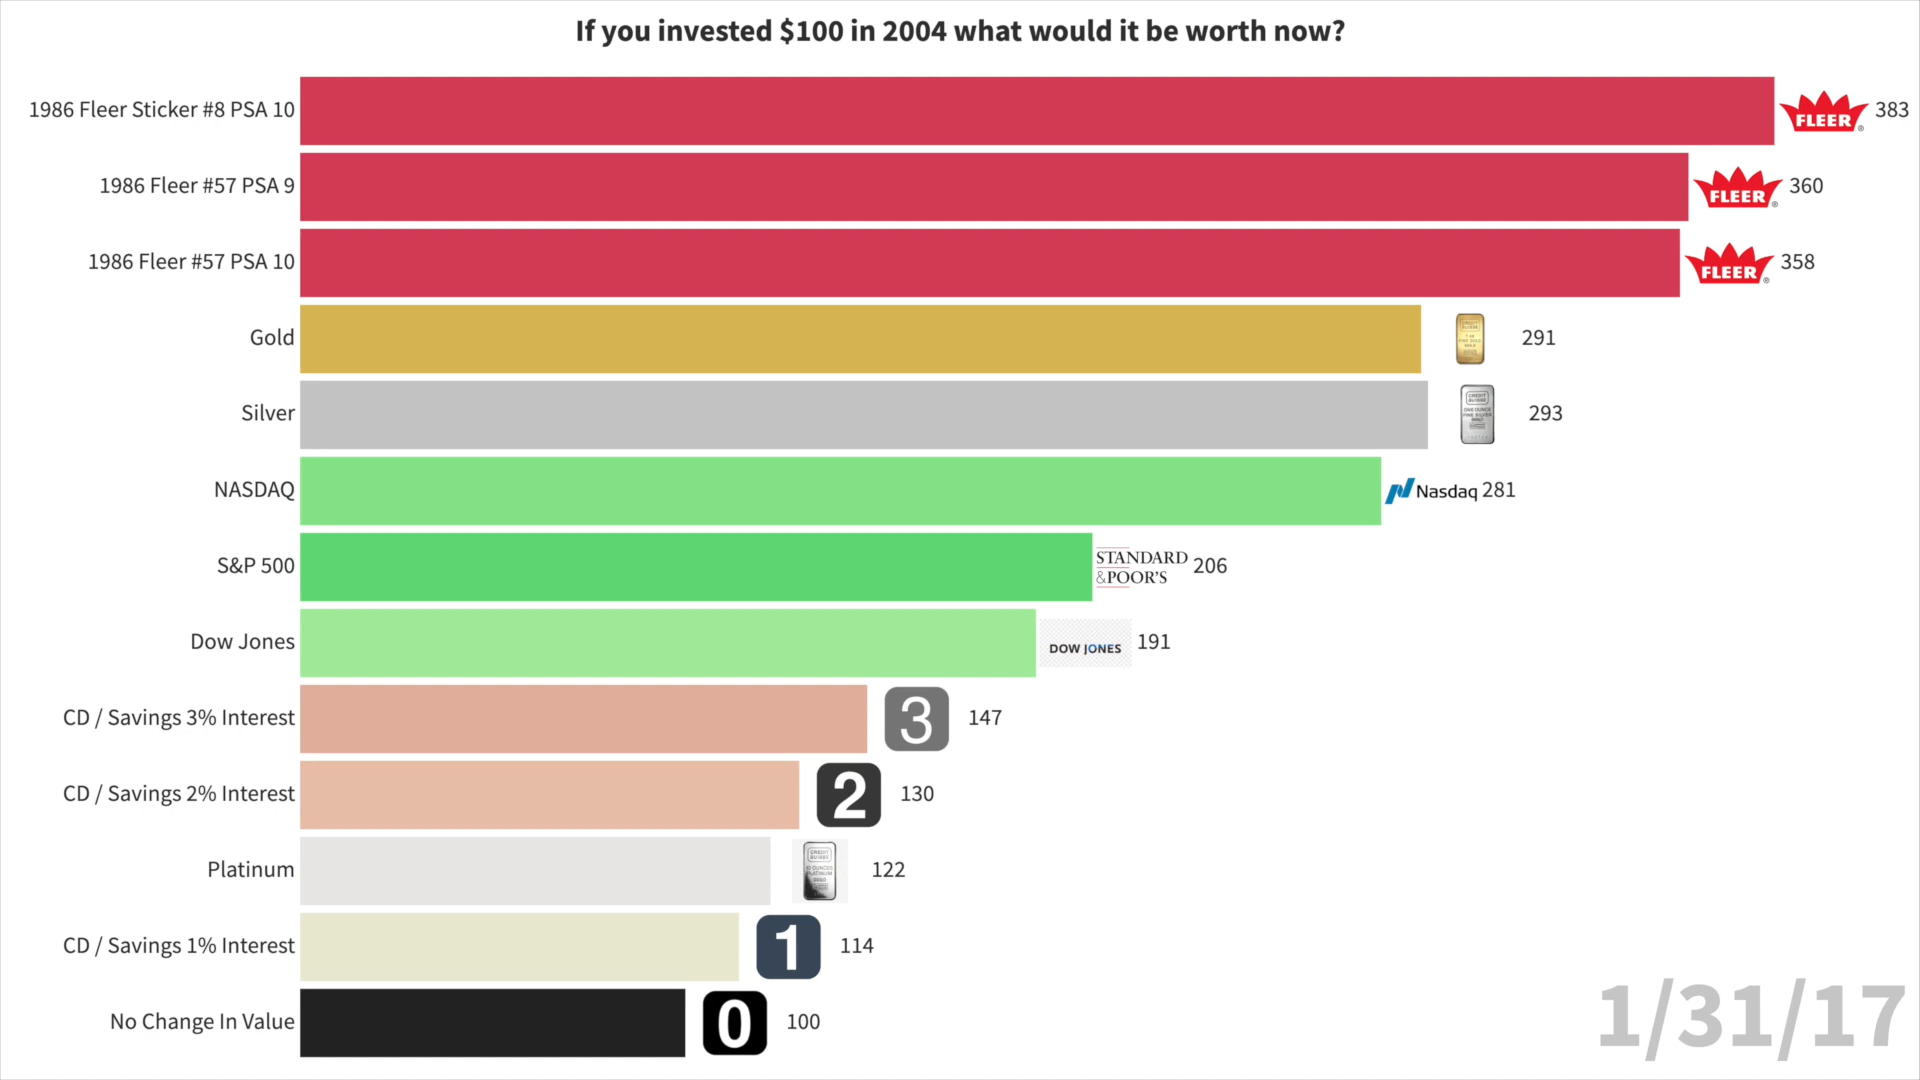 If you invested $100 in 2004 what would it be worth now?
1986 Fleer Sticker #8 PSA 10 FLEER ® 383
1986 Fleer #57 PSA 9 FLEER ® 360
1986 Fleer #57 PSA 10 FLEER ® 358
Gold 291
Silver 293
NASDAQ Nasdaq 281
S&P 500 STANDARD
&POOR'S 206
Dow Jones DOW JONES 191
CD / Savings 3% Interest 3 147
CD / Savings 2% Interest 2 130
Platinum 122
CD / Savings 1% Interest 1 114
No Change In Value 0 100
1/31/17